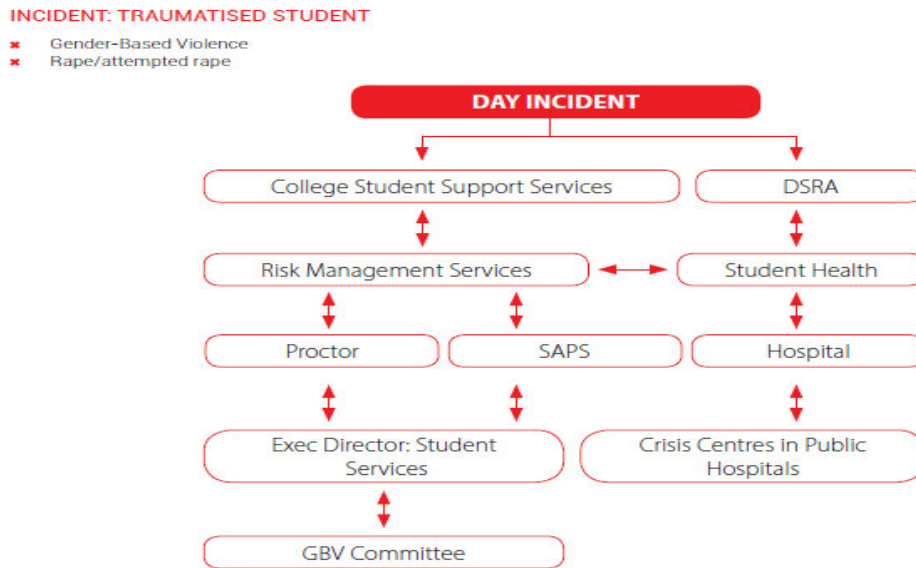 INCIDENT: TRAUMATISED STUDENT
Gender-Based Violence
Rape/attempted rape
DAY INCIDENT
College Student Support Services
DSRA
Risk Management Services
Student Health
Proctor
SAPS
Hospital
Exec Director: Student
Services
Crisis Centres in Public
Hospitals
GBV Committee